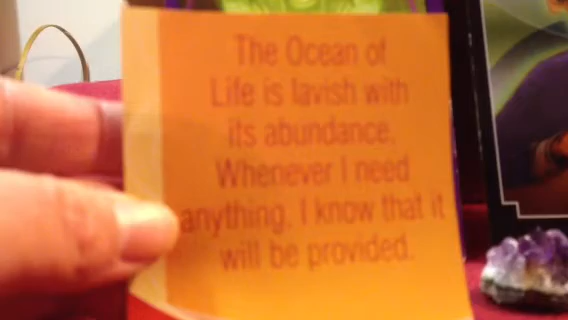 The Ocean of
Life is lavish with
its abundance.
Whenever I need
anything, I know that it
will be provided.